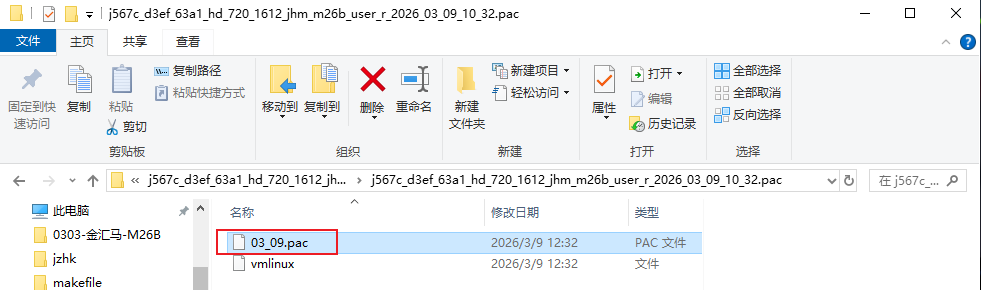 j567c_d3ef_63a1_hd_720_1612_jhm_m26b_user_r_2026_03_09_10_32.pac
文件 主页 共享 查看
固定到快速访问
复制
粘贴
复制路径
粘贴快捷方式
剪切
剪贴板
移动到
复制到
删除
重命名
组织
新建文件夹
新建项目
轻松访问
新建
属性
打开
编辑
历史记录
打开
全部选择
全部取消
反向选择
选择
« j567c_d3ef_63a1_hd_720_1612_jh... › j567c_d3ef_63a1_hd_720_1612_jhm_m26b_user_r_2026_03_09_10_32.pac
在 j567c_...
此电脑
0303-金汇马-M26B
jzhk
makefile
名称 修改日期 类型
03_09.pac 2026/3/9 12:32 PAC 文件
vmlinux 2026/3/9 12:32 文件